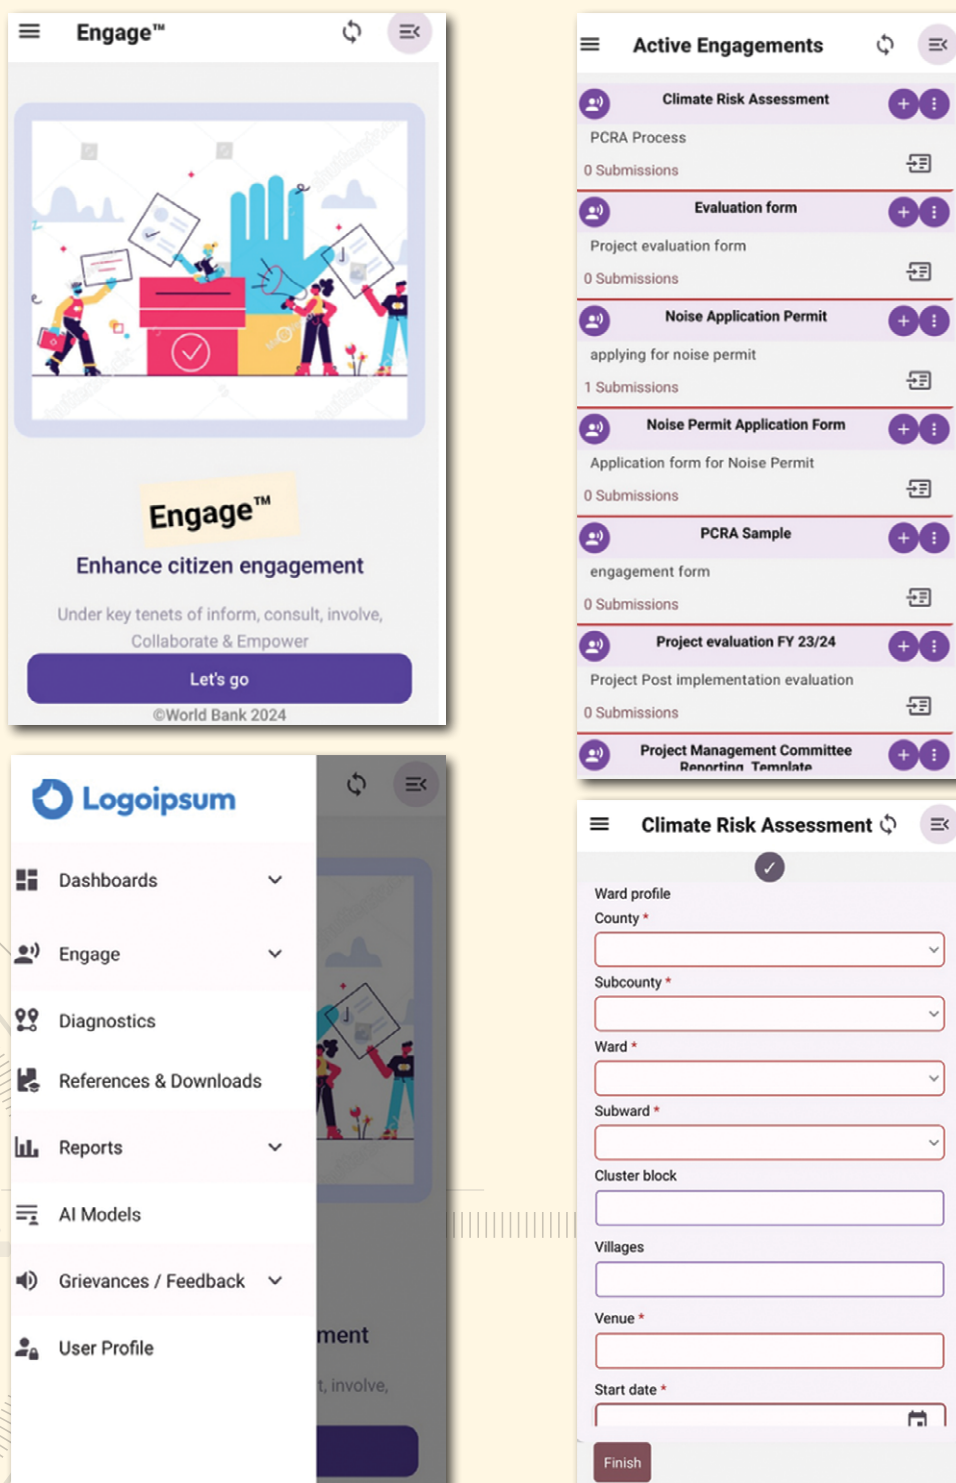 Engage™
Engage™
Enhance citizen engagement
Under key tenets of inform, consult, involve,
Collaborate & Empower
Let's go
©World Bank 2024
Active Engagements
Climate Risk Assessment
PCRA Process
0 Submissions
Evaluation form
Project evaluation form
0 Submissions
Noise Application Permit
applying for noise permit
1 Submissions
Noise Permit Application Form
Application form for Noise Permit
0 Submissions
PCRA Sample
engagement form
0 Submissions
Project evaluation FY 23/24
Project Post implementation evaluation
0 Submissions
Project Management Committee
Reporting Template
Logoipsum
Dashboards
Engage
Diagnostics
References & Downloads
Reports
AI Models
Grievances / Feedback
User Profile
ment
t, involve,
Climate Risk Assessment
Ward profile
County *
Subcounty *
Ward *
Subward *
Cluster block
Villages
Venue *
Start date *
Finish